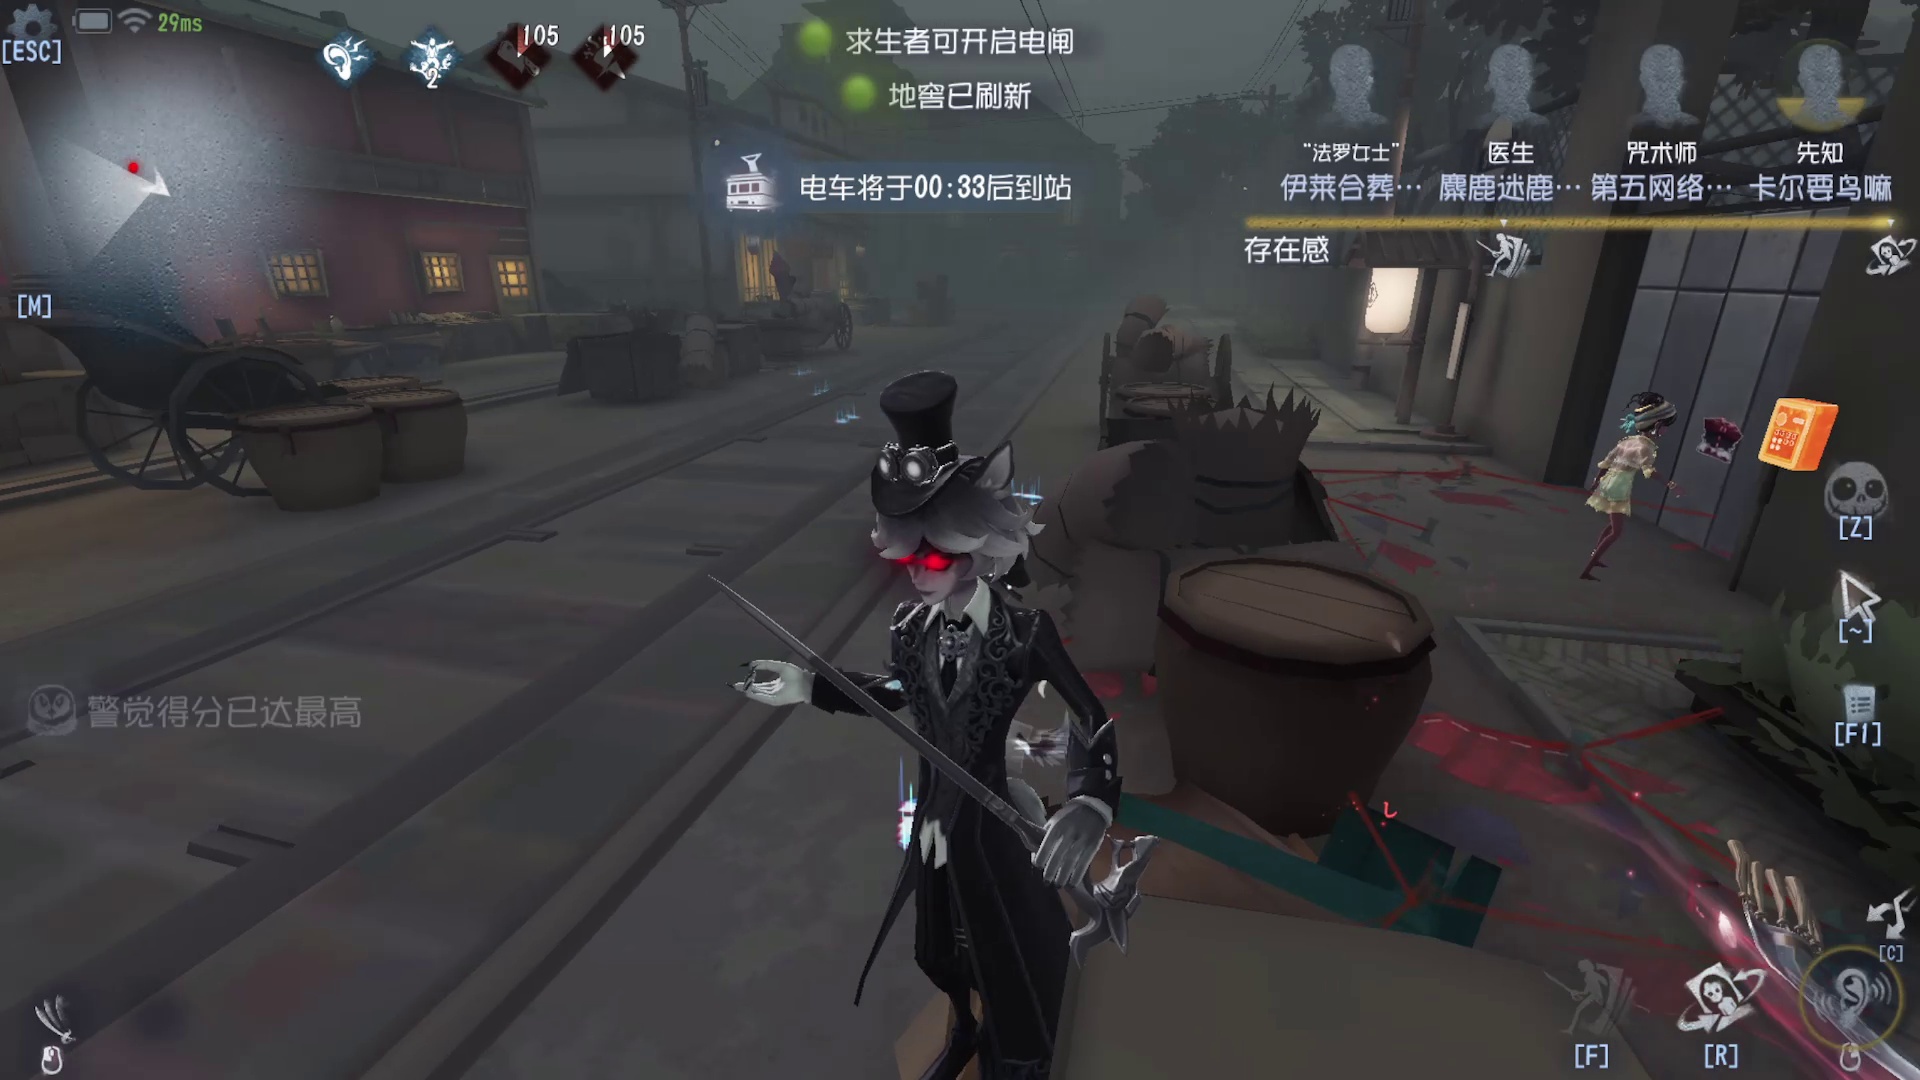 29ms
[ESC]
105
105
2
求生者可开启电闸
地窖已刷新
电车将于00:33后到站
“法罗女士”
医生
咒术师
先知
伊莱合葬…
麋鹿迷鹿…
第五网络…
卡尔要鸟嘛
存在感
[M]
[Z]
[~]
[F1]
警觉得分已达最高
[C]
[F]
[R]